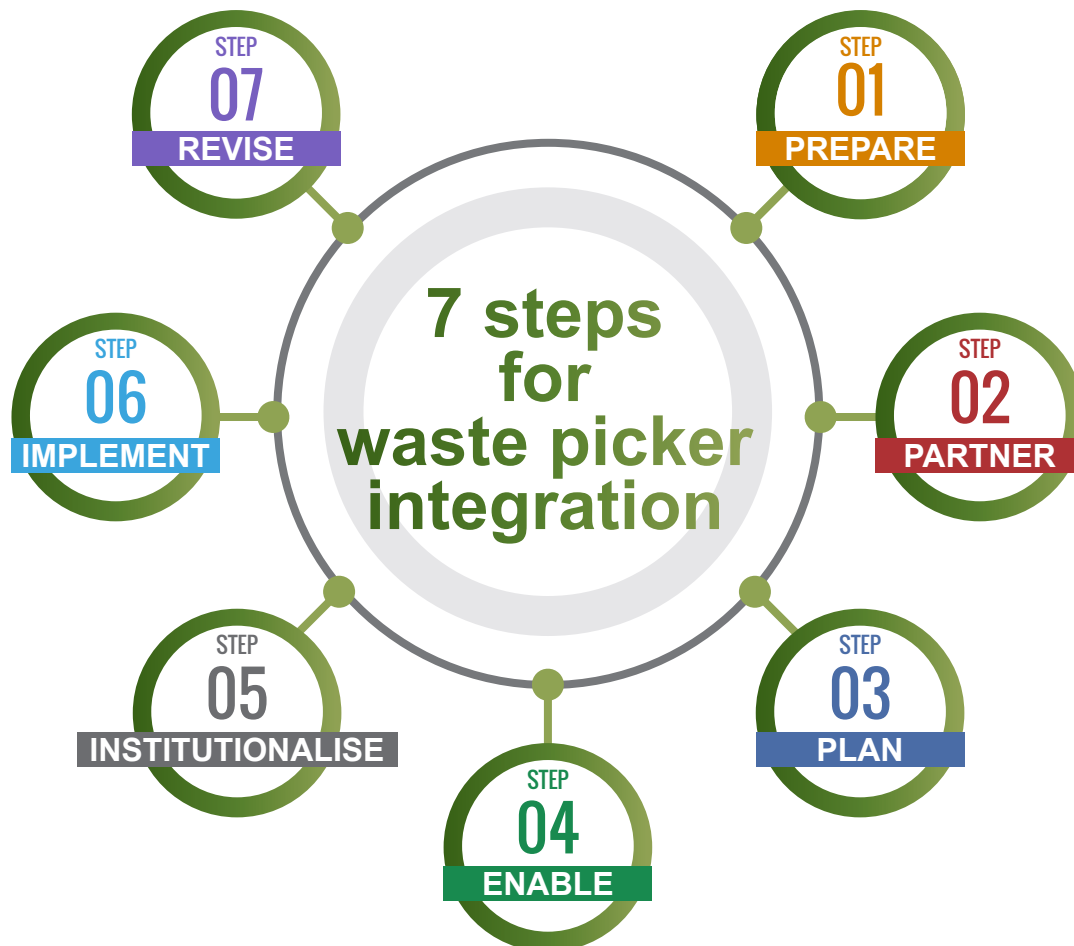 7 steps
for
waste picker
integration
STEP
01
PREPARE
STEP
02
PARTNER
STEP
03
PLAN
STEP
04
ENABLE
STEP
05
INSTITUTIONALISE
STEP
06
IMPLEMENT
STEP
07
REVISE